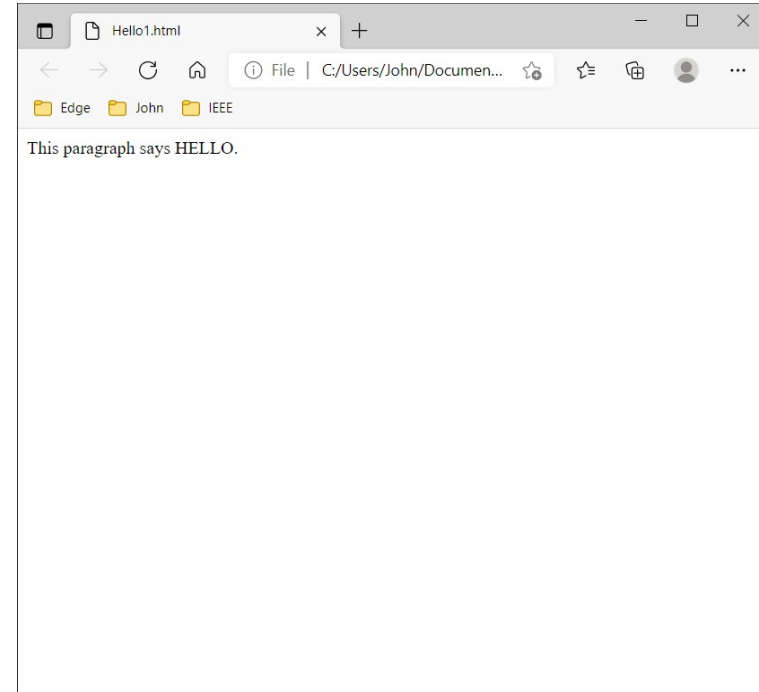 Hello1.html
File | C:/Users/John/Documen...
Edge John IEEE
This paragraph says HELLO.